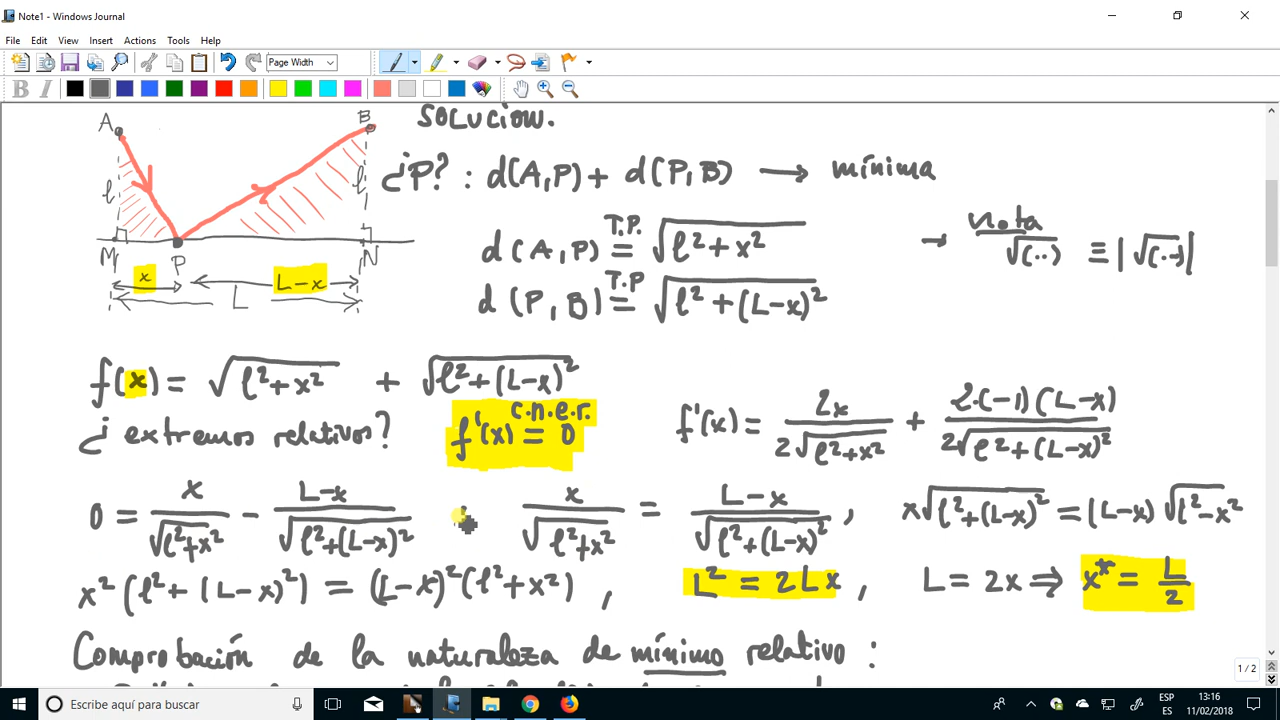 Note1 - Windows Journal
File Edit View Insert Actions Tools Help
Page Width
B I
A B
l l
M P N
x L-x
L
SOLUCION.
¿P? : d(A,P) + d(P,B) → mínima
d(A,P) =^{T.P.} √(l²+x²) → nota √(··) ≡ |√(··)|
d(P,B) =^{T.P} √(l²+(L-x)²)
f(x) = √(l²+x²) + √(l²+(L-x)²)
¿extremos relativos? f'(x) = 0 c.n.e.r. f'(x) = 2x / 2√(l²+x²) + 2·(-1)(L-x) / 2√(l²+(L-x)²)
0 = x / √(l²+x²) - L-x / √(l²+(L-x)²) ; x / √(l²+x²) = L-x / √(l²+(L-x)²) , x√(l²+(L-x)²) = (L-x)√(l²-x²)
x²(l²+(L-x)²) = (L-x)²(l²+x²) , L² = 2Lx , L = 2x ⇒ x* = L/2
Comprobación de la naturaleza de mínimo relativo :
1 / 2
Escribe aquí para buscar
ESP
ES
13:16
11/02/2018